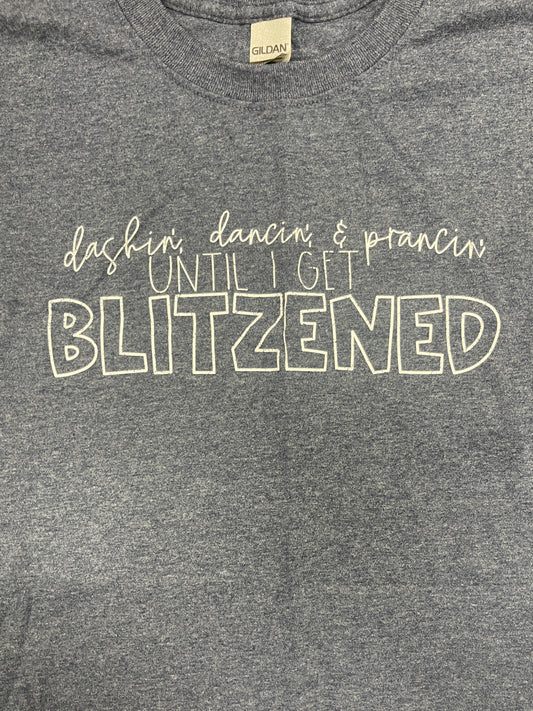 GILDAN
dashin', dancin', & prancin'
UNTIL I GET
BLITZENED